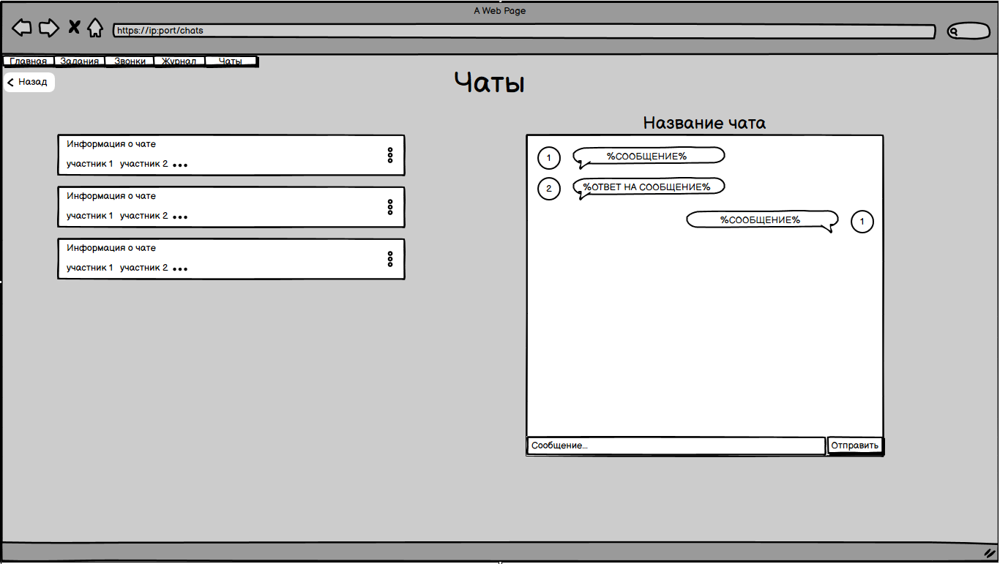 A Web Page
https://ip:port/chats
Главная Задания Звонки Журнал Чаты
Назад
Чаты
Информация о чате
участник 1 участник 2 ...
Информация о чате
участник 1 участник 2 ...
Информация о чате
участник 1 участник 2 ...
Название чата
1 %СООБЩЕНИЕ%
2 %ОТВЕТ НА СООБЩЕНИЕ%
%СООБЩЕНИЕ% 1
Сообщение... Отправить